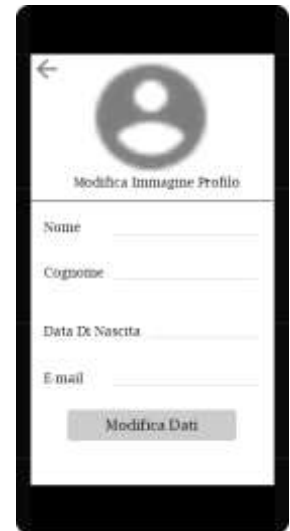 Modifica Immagine Profilo
Nome
Cognome
Data Di Nascita
E-mail
Modifica Dati